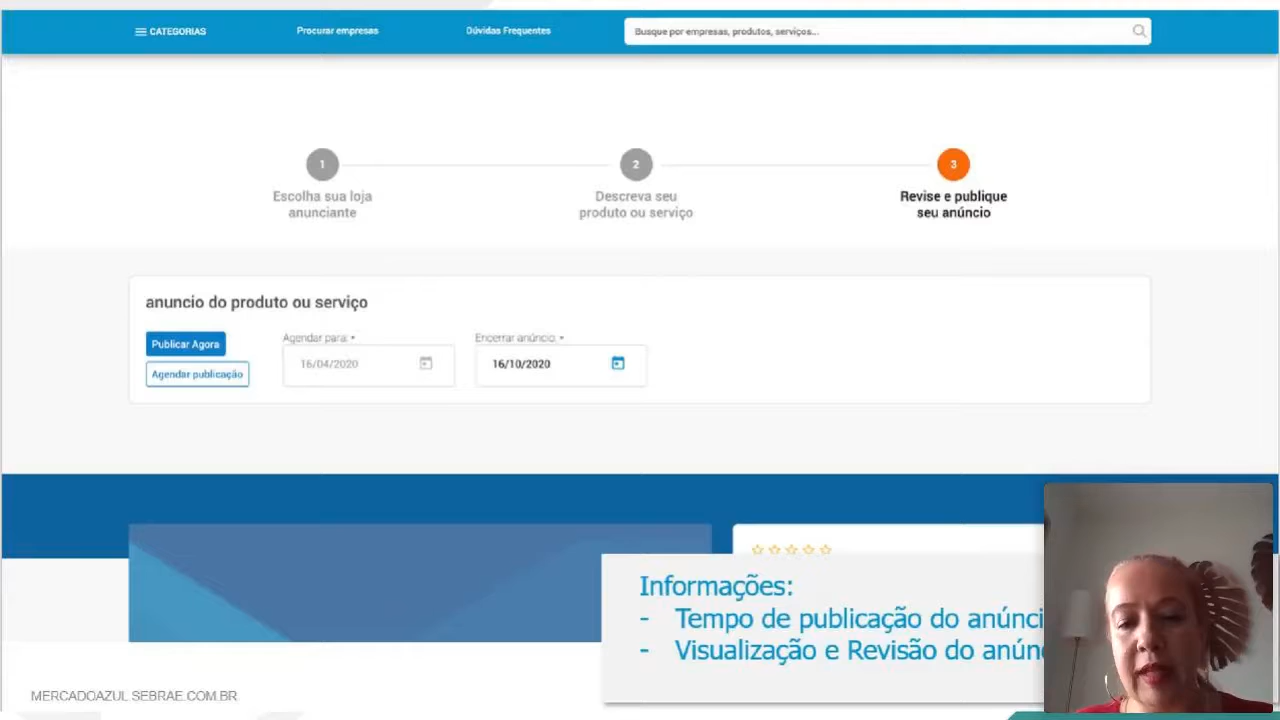 CATEGORIAS
Procurar empresas
Dúvidas Frequentes
Busque por empresas, produtos, serviços...
1
2
3
Escolha sua loja
anunciante
Descreva seu
produto ou serviço
Revise e publique
seu anúncio
anuncio do produto ou serviço
Publicar Agora
Agendar publicação
Agendar para: *
16/04/2020
Encerrar anúncio: *
16/10/2020
Informações:
- Tempo de publicação do anúnci
- Visualização e Revisão do anún
MERCADOAZUL.SEBRAE.COM.BR